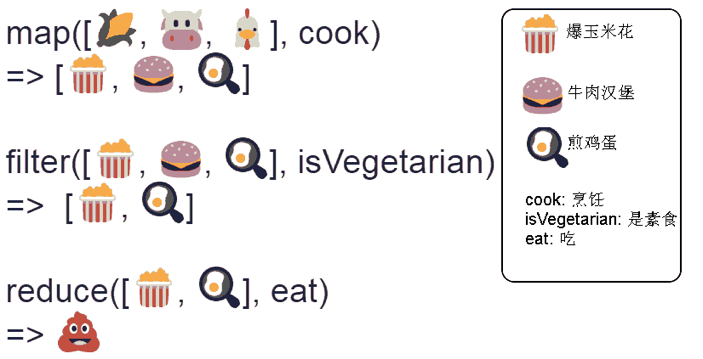 map([🌽, 🐮, 🐔], cook)
=> [🍿, 🍔, 🍳]
filter([🍿, 🍔, 🍳], isVegetarian)
=> [🍿, 🍳]
reduce([🍿, 🍳], eat)
=> 💩
爆玉米花
牛肉汉堡
煎鸡蛋
cook: 烹饪
isVegetarian: 是素食
eat: 吃